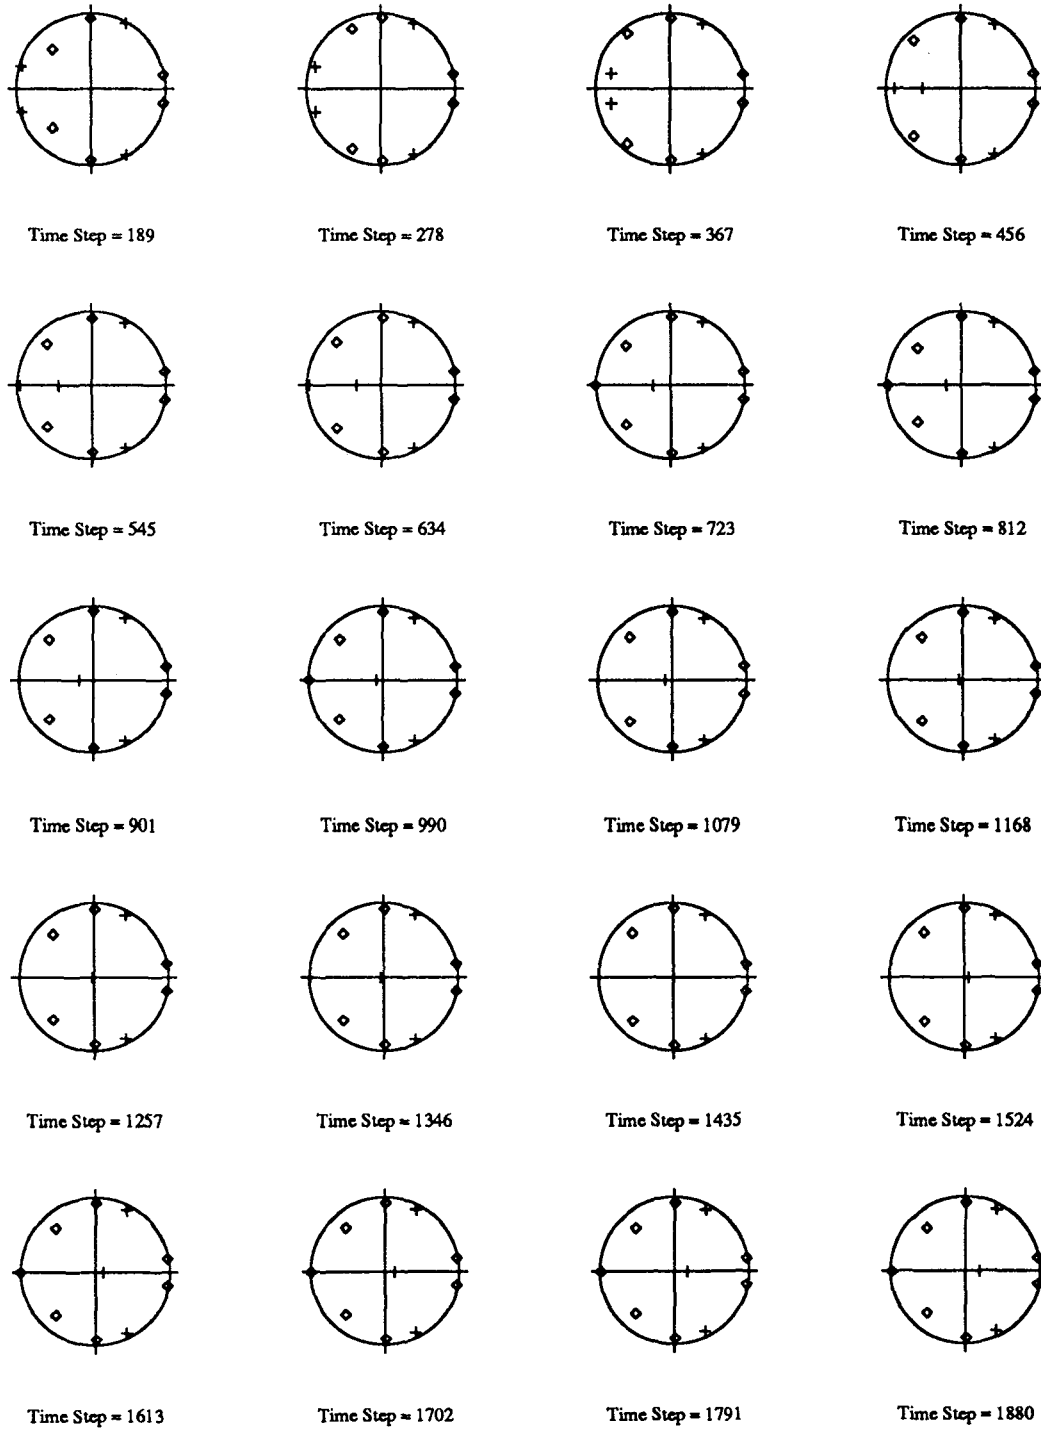 Time Step = 189
Time Step = 278
Time Step = 367
Time Step = 456
Time Step = 545
Time Step = 634
Time Step = 723
Time Step = 812
Time Step = 901
Time Step = 990
Time Step = 1079
Time Step = 1168
Time Step = 1257
Time Step = 1346
Time Step = 1435
Time Step = 1524
Time Step = 1613
Time Step = 1702
Time Step = 1791
Time Step = 1880